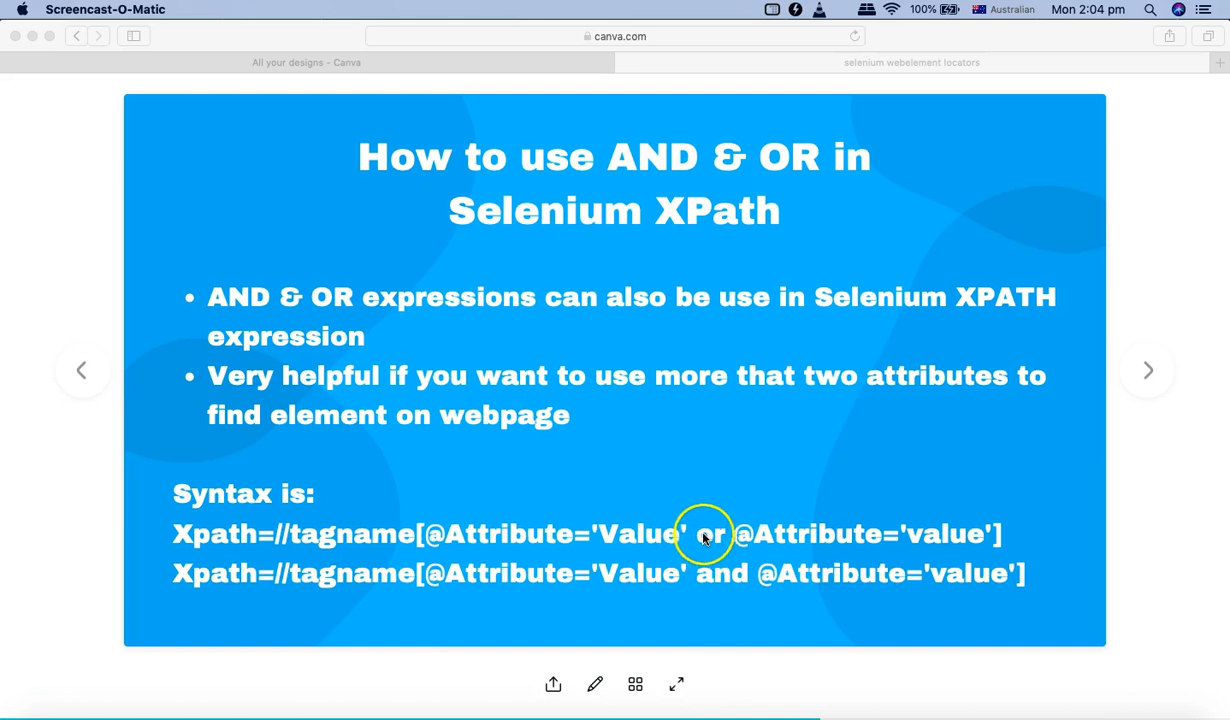 Screencast-O-Matic
100%
Australian
Mon 2:04 pm
canva.com
All your designs - Canva
selenium webelement locators
How to use AND & OR in
Selenium XPath
• AND & OR expressions can also be use in Selenium XPATH
expression
• Very helpful if you want to use more that two attributes to
find element on webpage
Syntax is:
Xpath=//tagname[@Attribute='Value' or @Attribute='value']
Xpath=//tagname[@Attribute='Value' and @Attribute='value']